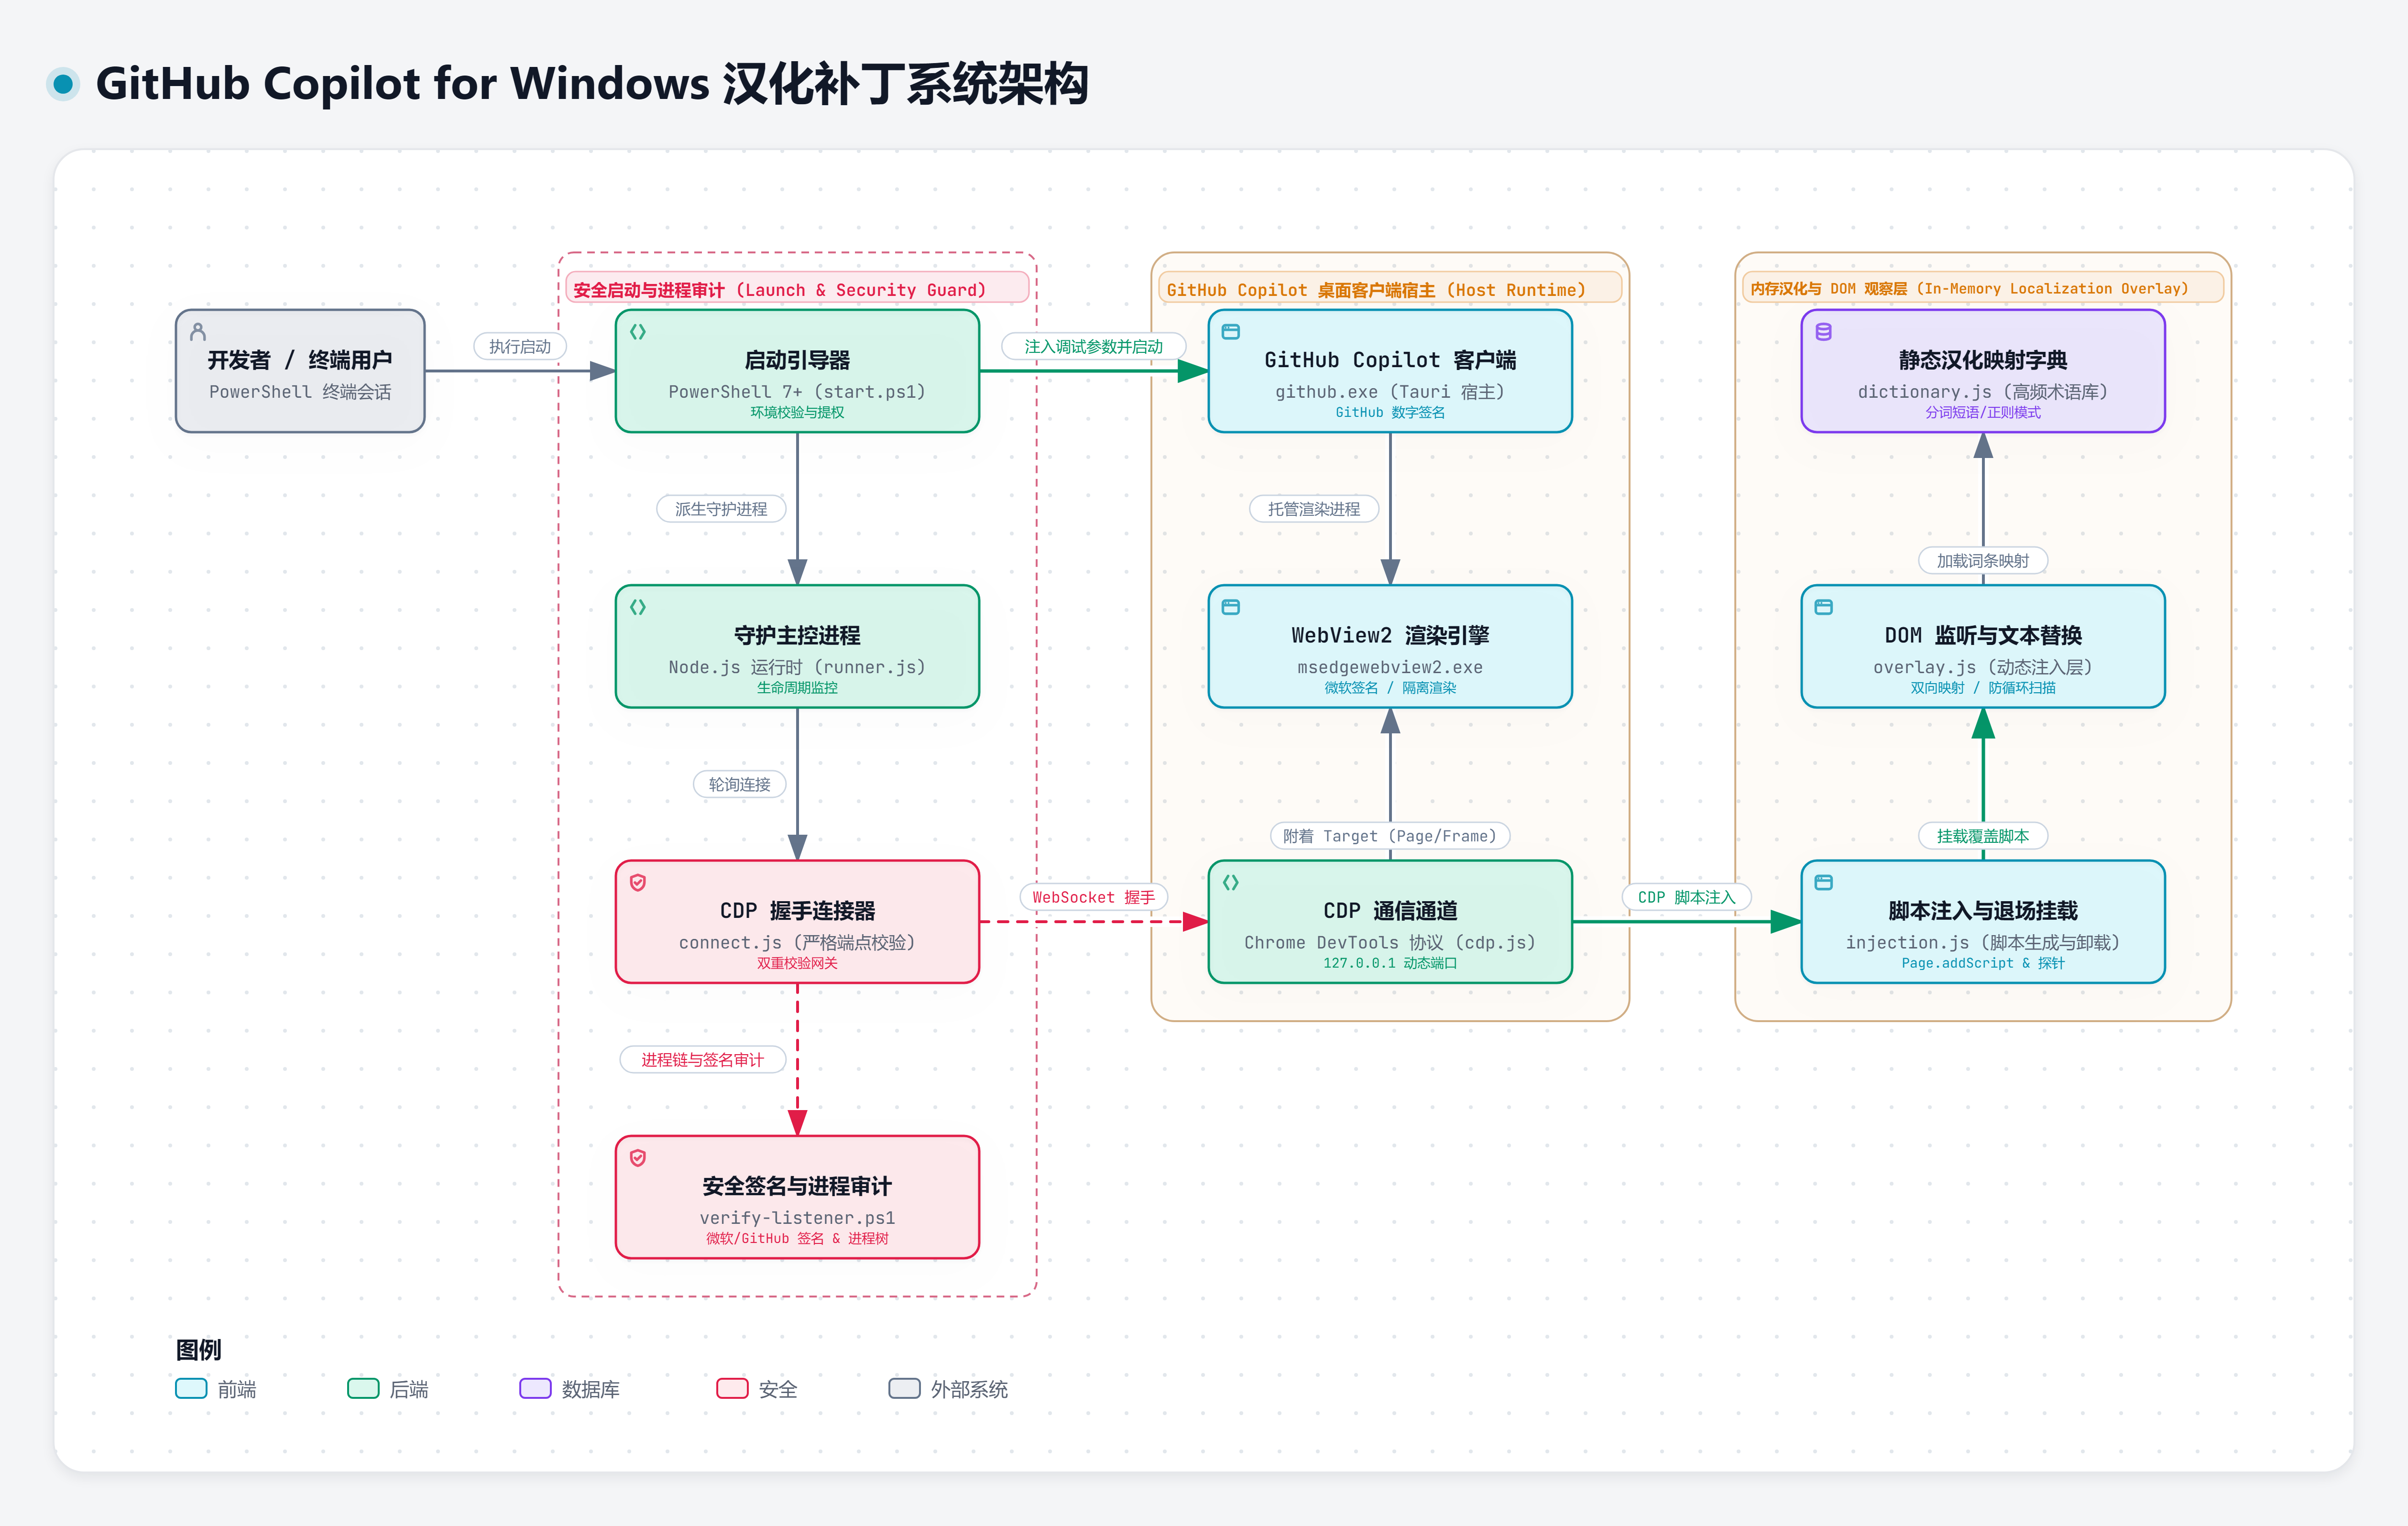 GitHub Copilot for Windows 汉化补丁系统架构
安全启动与进程审计 (Launch & Security Guard)
GitHub Copilot 桌面客户端宿主 (Host Runtime)
内存汉化与 DOM 观察层 (In-Memory Localization Overlay)
开发者 / 终端用户
PowerShell 终端会话
执行启动
启动引导器
PowerShell 7+ (start.ps1)
环境校验与提权
注入调试参数并启动
GitHub Copilot 客户端
github.exe (Tauri 宿主)
GitHub 数字签名
静态汉化映射字典
dictionary.js (高频术语库)
分词短语/正则模式
派生守护进程
托管渲染进程
加载词条映射
守护主控进程
Node.js 运行时 (runner.js)
生命周期监控
WebView2 渲染引擎
msedgewebview2.exe
微软签名 / 隔离渲染
DOM 监听与文本替换
overlay.js (动态注入层)
双向映射 / 防循环扫描
轮询连接
附着 Target (Page/Frame)
挂载覆盖脚本
CDP 握手连接器
connect.js (严格端点校验)
双重校验网关
WebSocket 握手
CDP 通信通道
Chrome DevTools 协议 (cdp.js)
127.0.0.1 动态端口
CDP 脚本注入
脚本注入与退场挂载
injection.js (脚本生成与卸载)
Page.addScript & 探针
进程链与签名审计
安全签名与进程审计
verify-listener.ps1
微软/GitHub 签名 & 进程树
图例
前端
后端
数据库
安全
外部系统